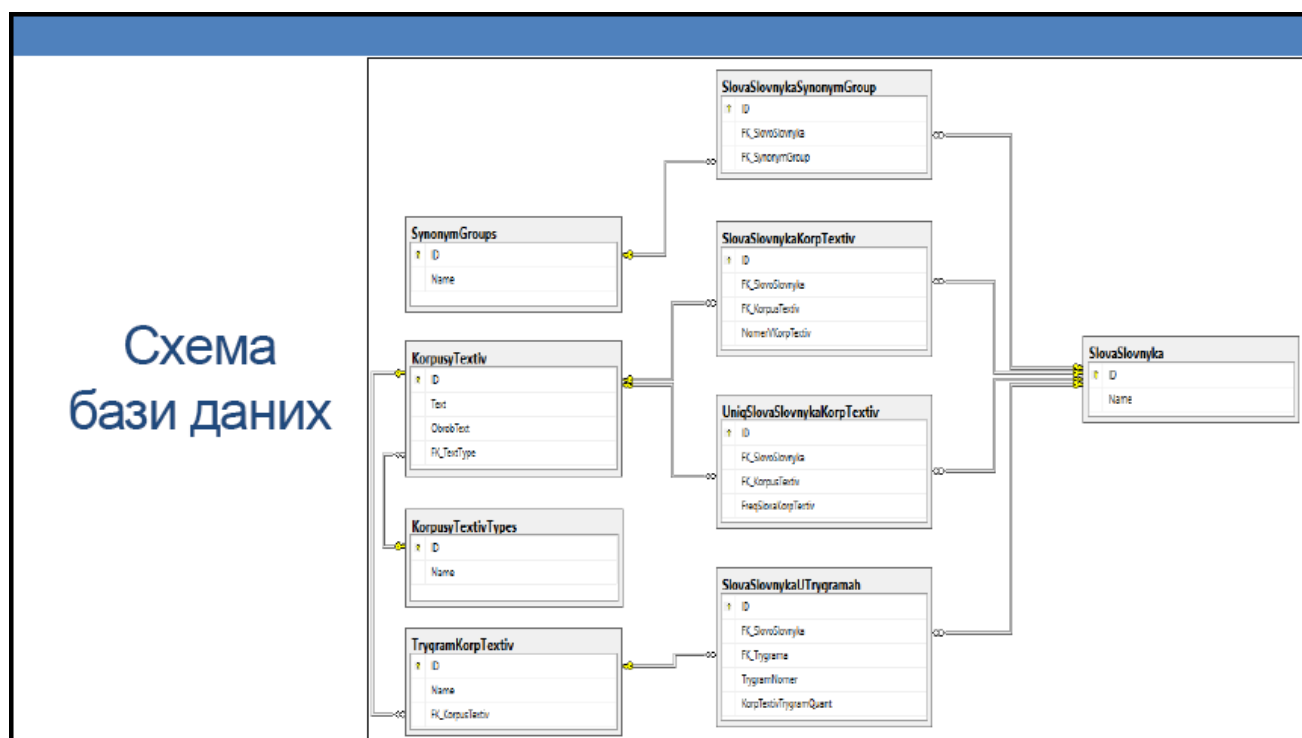 Схема
бази даних
SlovaSlovnykaSynonymGroup
ID
FK_SlovoSlovnyka
FK_SynonymGroup
SynonymGroups
ID
Name
SlovaSlovnykaKorpTextiv
ID
FK_SlovoSlovnyka
FK_KorpusTextiv
NomerVKorpTextiv
KorpusyTextiv
ID
Text
ObrobText
FK_TextType
SlovaSlovnyka
ID
Name
UniqSlovaSlovnykaKorpTextiv
ID
FK_SlovoSlovnyka
FK_KorpusTextiv
FreqSlovaKorpTextiv
KorpusyTextivTypes
ID
Name
SlovaSlovnykaUTrygramah
ID
FK_SlovoSlovnyka
FK_Trygrama
TrygramNomer
KorpTextivTrygramQuant
TrygramKorpTextiv
ID
Name
FK_KorpusTextiv